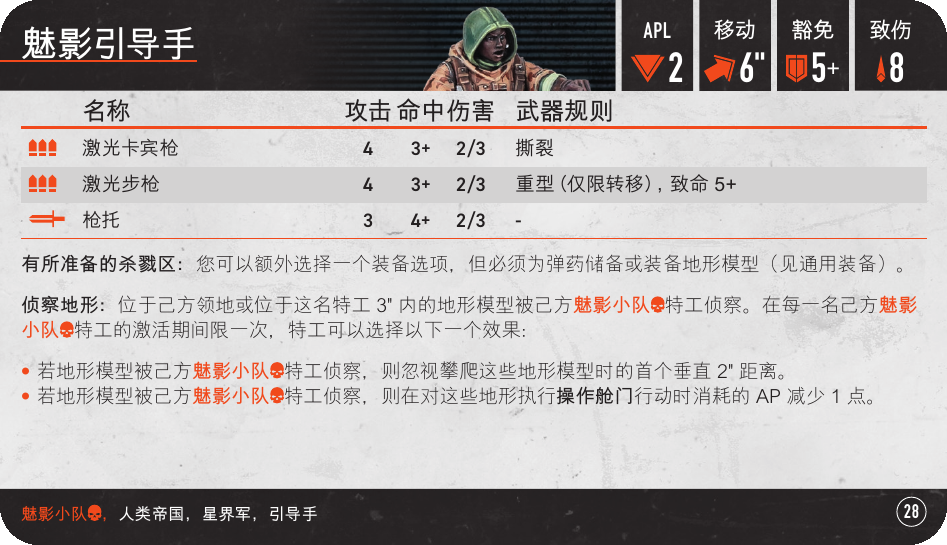 魅影引导手
APL 移动 豁免 致伤
2 6" 5+ 8
名称 攻击 命中 伤害 武器规则
激光卡宾枪 4 3+ 2/3 撕裂
激光步枪 4 3+ 2/3 重型（仅限转移），致命 5+
枪托 3 4+ 2/3 -
有所准备的杀戮区：您可以额外选择一个装备选项，但必须为弹药储备或装备地形模型（见通用装备）。
侦察地形：位于己方领地或位于这名特工 3" 内的地形模型被己方魅影小队特工侦察。在每一名己方魅影
小队特工的激活期间限一次，特工可以选择以下一个效果：
• 若地形模型被己方魅影小队特工侦察，则忽视攀爬这些地形模型时的首个垂直 2" 距离。
• 若地形模型被己方魅影小队特工侦察，则在对这些地形执行操作舱门行动时消耗的 AP 减少 1 点。
魅影小队，人类帝国，星界军，引导手
28